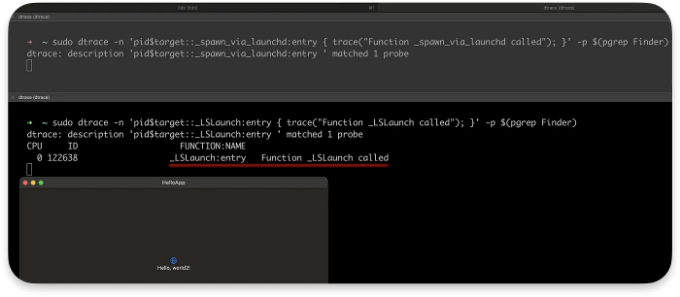 dtrace (dtrace)
dtrace (dtrace)
➜ ~ sudo dtrace -n 'pid$target::_spawn_via_launchd:entry { trace("Function _spawn_via_launchd called"); }' -p $(pgrep Finder)
dtrace: description 'pid$target::_spawn_via_launchd:entry ' matched 1 probe
dtrace (dtrace)
➜ ~ sudo dtrace -n 'pid$target::_LSLaunch:entry { trace("Function _LSLaunch called"); }' -p $(pgrep Finder)
dtrace: description 'pid$target::_LSLaunch:entry ' matched 1 probe
CPU ID FUNCTION:NAME
0 122638 _LSLaunch:entry Function _LSLaunch called
HelloApp
Hello, world2!